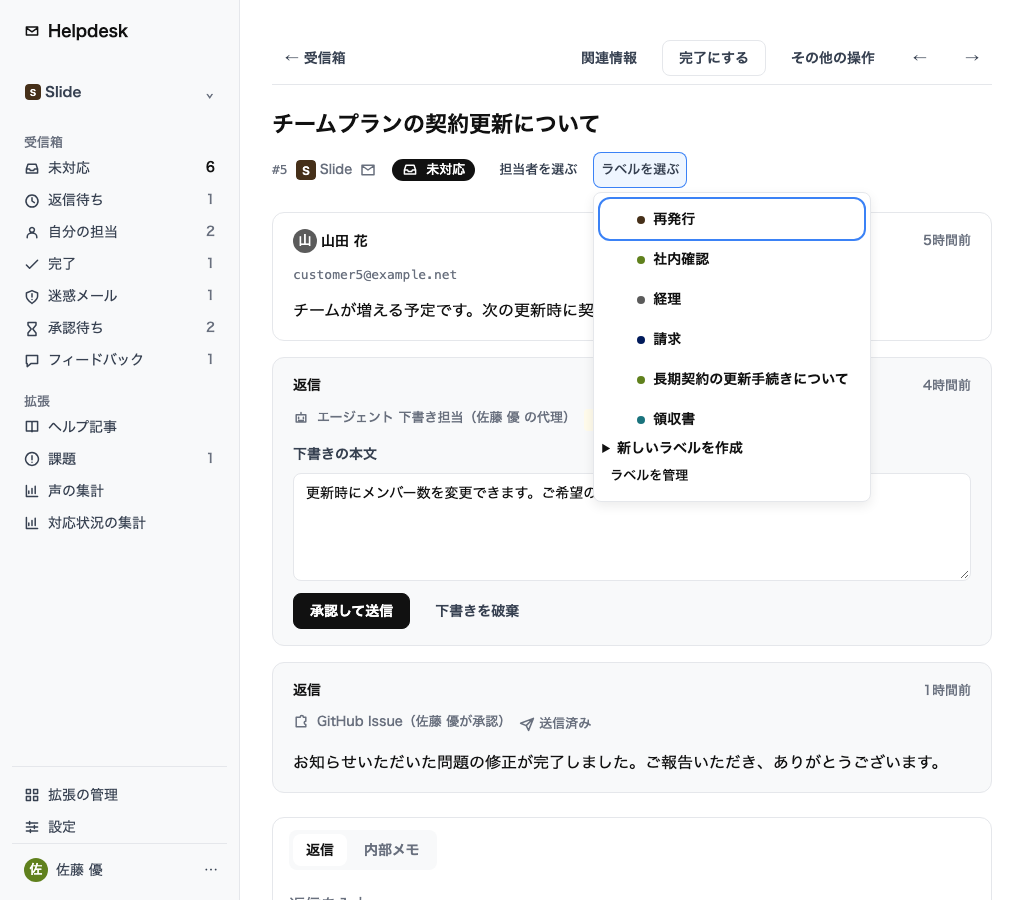 Helpdesk
S Slide
受信箱
未対応 6
返信待ち 1
自分の担当 2
完了 1
迷惑メール 1
承認待ち 2
フィードバック 1
拡張
ヘルプ記事
課題 1
声の集計
対応状況の集計
拡張の管理
設定
佐 佐藤 優 …
← 受信箱 関連情報 完了にする その他の操作 ← →
チームプランの契約更新について
#5 S Slide 未対応 担当者を選ぶ ラベルを選ぶ
再発行
社内確認
経理
請求
長期契約の更新手続きについて
領収書
▶ 新しいラベルを作成
ラベルを管理
山 山田 花 5時間前
customer5@example.net
チームが増える予定です。次の更新時に契
返信 4時間前
エージェント 下書き担当（佐藤 優 の代理）
下書きの本文
更新時にメンバー数を変更できます。ご希望の
承認して送信 下書きを破棄
返信 1時間前
GitHub Issue（佐藤 優が承認） 送信済み
お知らせいただいた問題の修正が完了しました。ご報告いただき、ありがとうございます。
返信 内部メモ